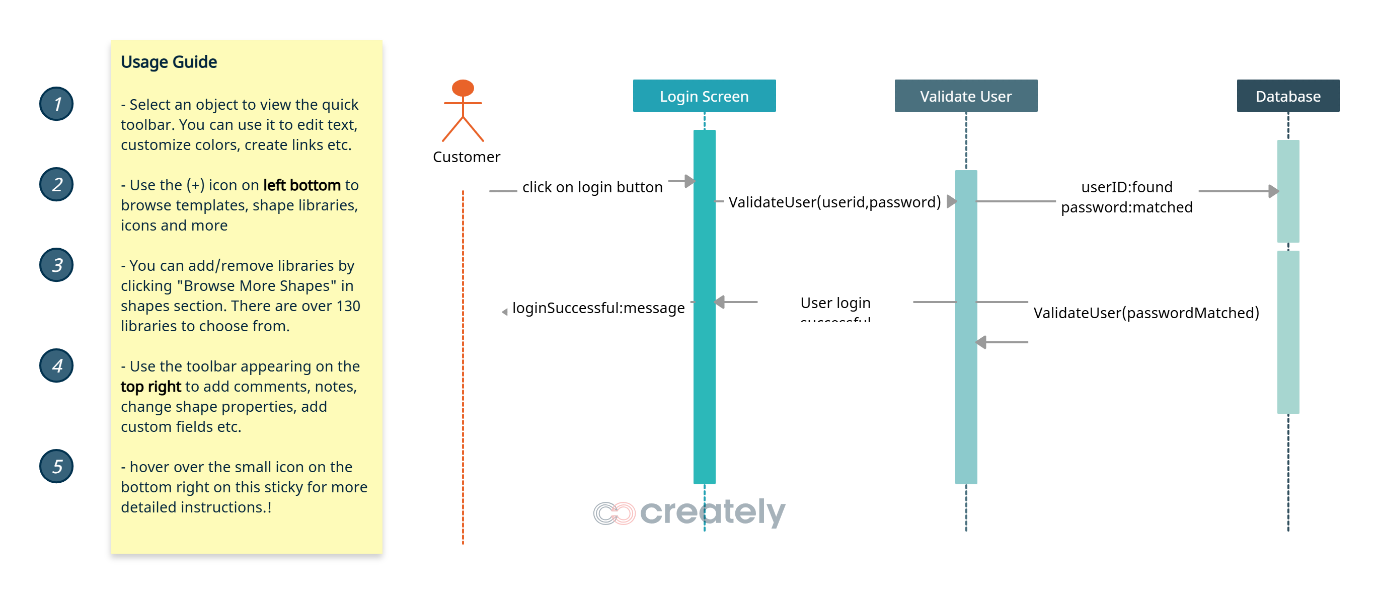 Usage Guide
1
- Select an object to view the quick
toolbar. You can use it to edit text,
customize colors, create links etc.
2
- Use the (+) icon on left bottom to
browse templates, shape libraries,
icons and more
3
- You can add/remove libraries by
clicking "Browse More Shapes" in
shapes section. There are over 130
libraries to choose from.
4
- Use the toolbar appearing on the
top right to add comments, notes,
change shape properties, add
custom fields etc.
5
- hover over the small icon on the
bottom right on this sticky for more
detailed instructions.!
Customer
Login Screen
Validate User
Database
click on login button
ValidateUser(userid,password)
userID:found
password:matched
loginSuccessful:message
User login
successful
ValidateUser(passwordMatched)
creately